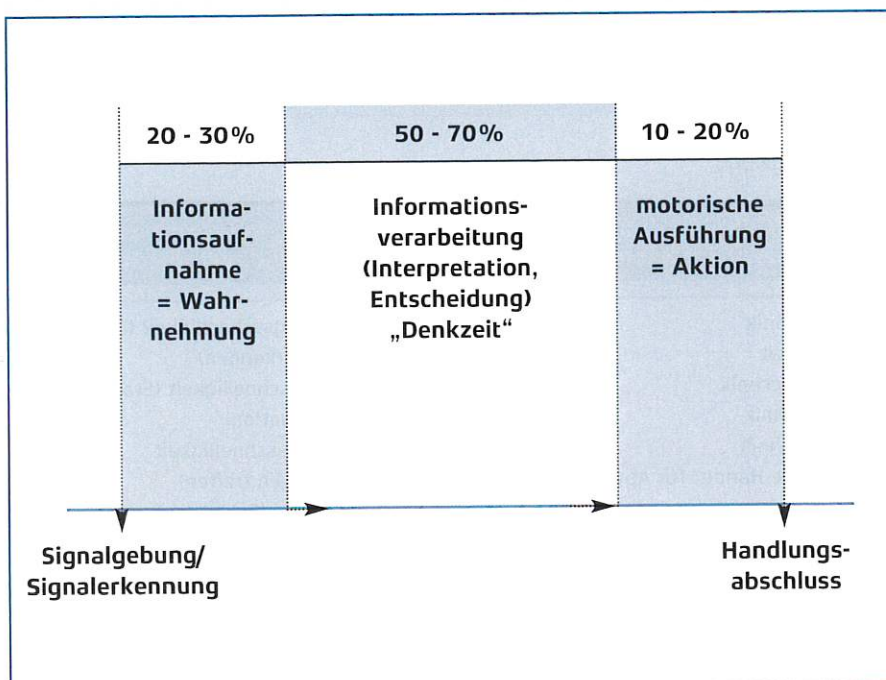 20 - 30%
50 - 70%
10 - 20%
Informa-
tionsauf-
nahme
= Wahr-
nehmung
Informations-
verarbeitung
(Interpretation,
Entscheidung)
„Denkzeit“
motorische
Ausführung
= Aktion
Signalgebung/
Signalerkennung
Handlungs-
abschluss